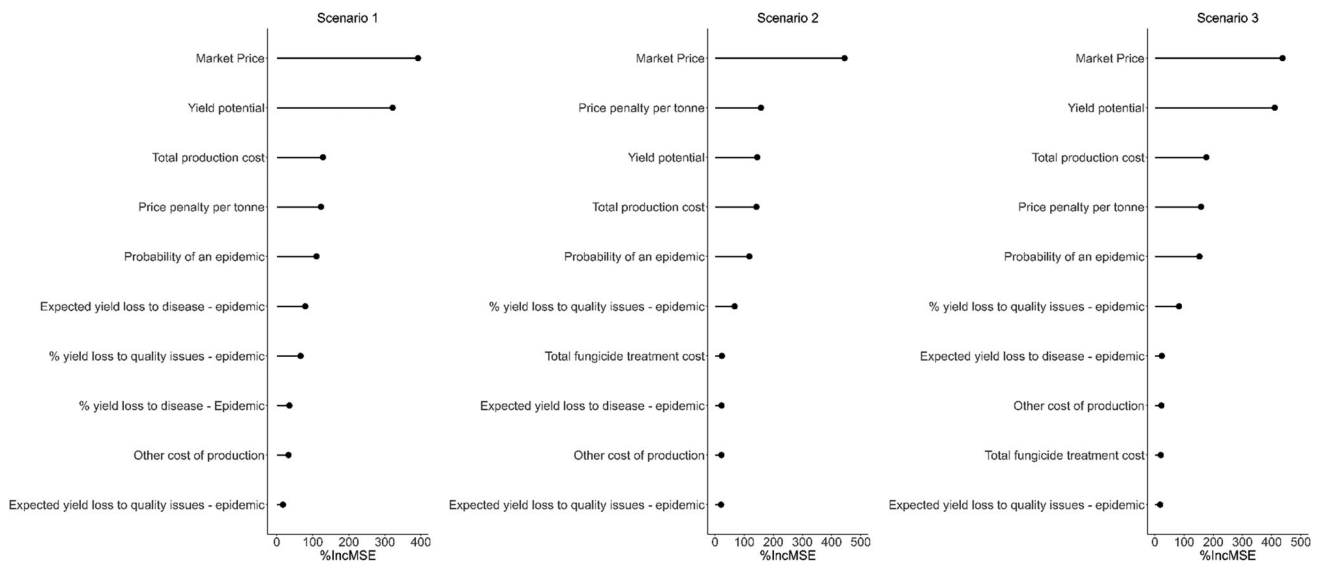 Scenario 1
Market Price
Yield potential
Total production cost
Price penalty per tonne
Probability of an epidemic
Expected yield loss to disease - epidemic
% yield loss to quality issues - epidemic
% yield loss to disease - Epidemic
Other cost of production
Expected yield loss to quality issues - epidemic
0 100 200 300 400
%IncMSE
Scenario 2
Market Price
Price penalty per tonne
Yield potential
Total production cost
Probability of an epidemic
% yield loss to quality issues - epidemic
Total fungicide treatment cost
Expected yield loss to disease - epidemic
Other cost of production
Expected yield loss to quality issues - epidemic
0 100 200 300 400 500
%IncMSE
Scenario 3
Market Price
Yield potential
Total production cost
Price penalty per tonne
Probability of an epidemic
% yield loss to quality issues - epidemic
Expected yield loss to disease - epidemic
Other cost of production
Total fungicide treatment cost
Expected yield loss to quality issues - epidemic
0 100 200 300 400 500
%IncMSE